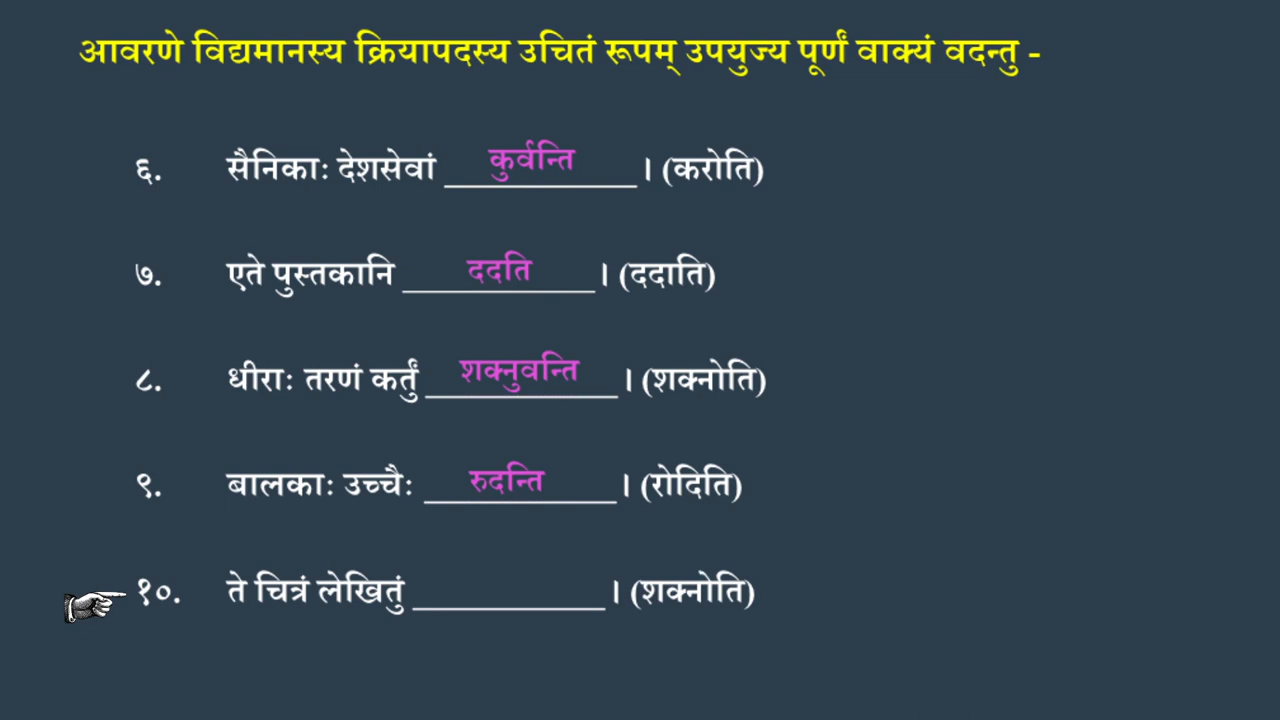 आवरणे विद्यमानस्य क्रियापदस्य उचितं रूपम् उपयुज्य पूर्णं वाक्यं वदन्तु -
६. सैनिकाः देशसेवां कुर्वन्ति । (करोति)
७. एते पुस्तकानि ददति । (ददाति)
८. धीराः तरणं कर्तुं शक्नुवन्ति । (शक्नोति)
९. बालकाः उच्चैः रुदन्ति । (रोदिति)
१०. ते चित्रं लेखितुं ____________ । (शक्नोति)